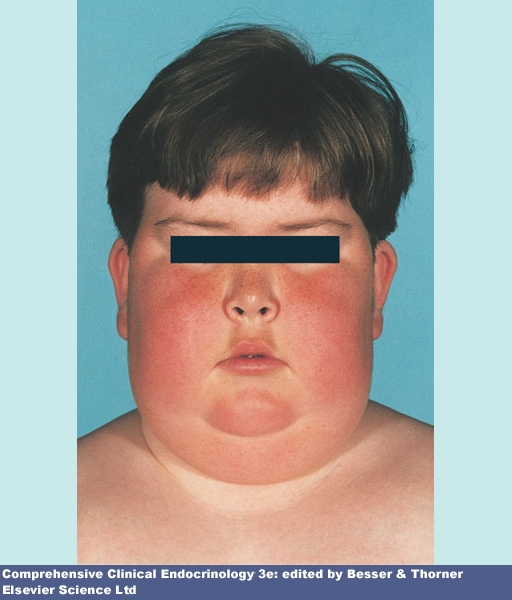 Comprehensive Clinical Endocrinology 3e: edited by Besser & Thorner
Elsevier Science Ltd